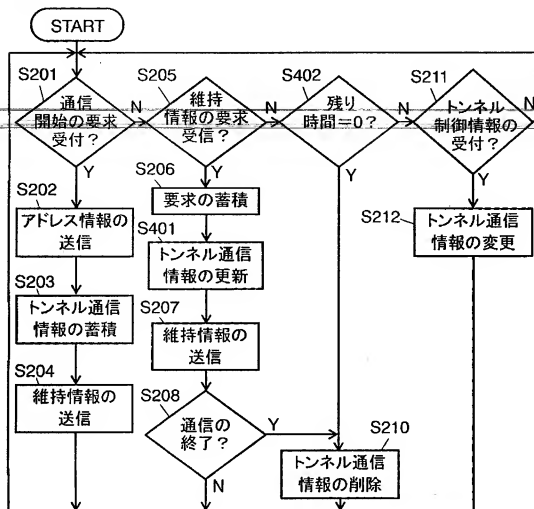 START
S201
通信
開始の要求
受付?
N
Y
S205
維持
情報の要求
受信?
N
Y
S402
残り
時間=0?
N
Y
S211
トンネル
制御情報の
受付?
N
Y
S202
アドレス情報の
送信
S203
トンネル通信
情報の蓄積
S204
維持情報の
送信
S206
要求の蓄積
S401
トンネル通信
情報の更新
S207
維持情報の
送信
S208
通信の
終了?
Y
N
S210
トンネル通信
情報の削除
S212
トンネル通信
情報の変更